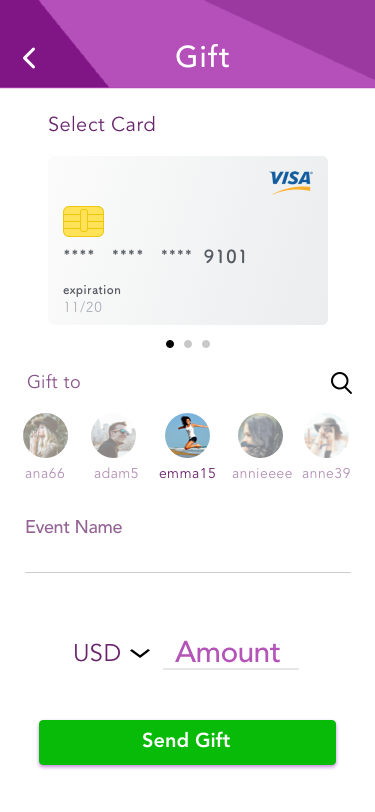 Gift
Select Card
VISA
**** **** **** 9101
expiration
11/20
Gift to
ana66 adam5 emma15 annieeee anne39
Event Name
USD Amount
Send Gift